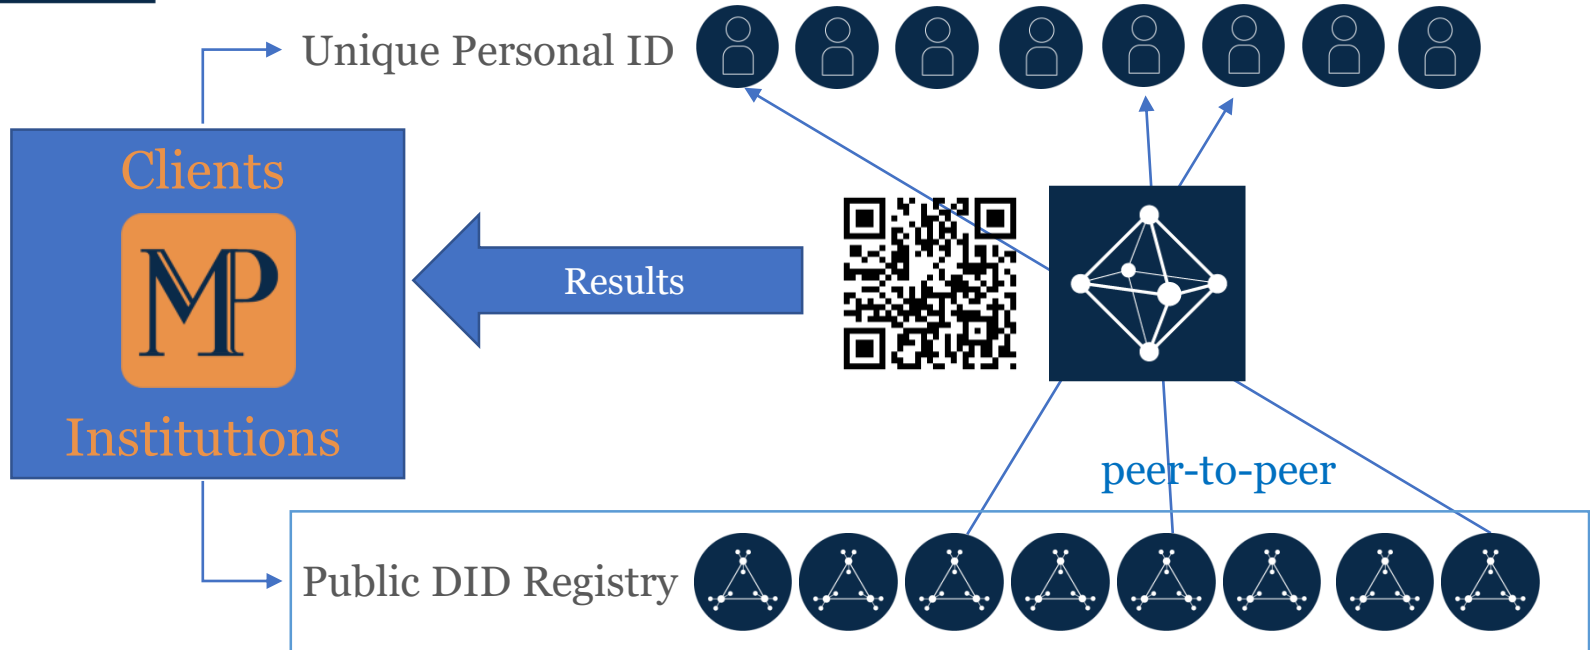 Unique Personal ID
Clients
MP
Institutions
Results
peer-to-peer
Public DID Registry